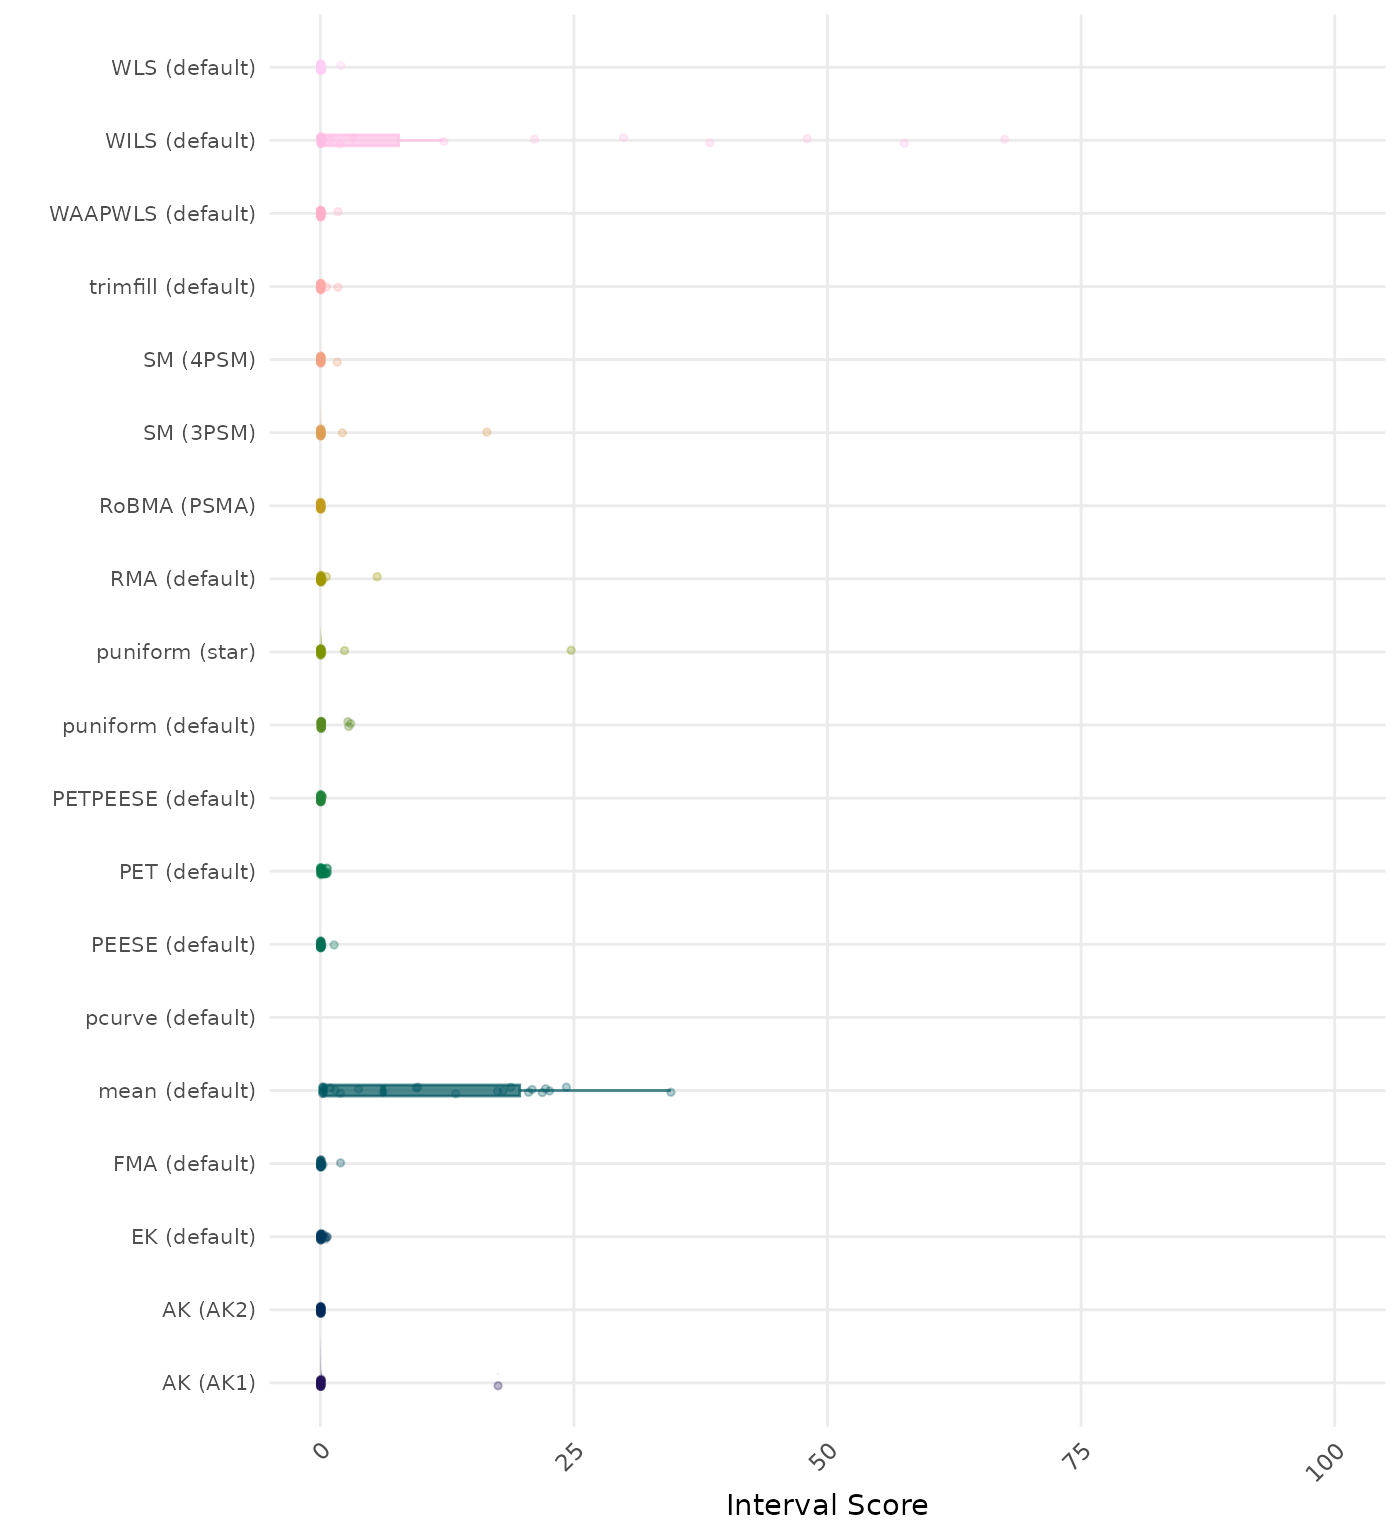 WLS (default)
WILS (default)
WAAPWLS (default)
trimfill (default)
SM (4PSM)
SM (3PSM)
RoBMA (PSMA)
RMA (default)
puniform (star)
puniform (default)
PETPEESE (default)
PET (default)
PEESE (default)
pcurve (default)
mean (default)
FMA (default)
EK (default)
AK (AK2)
AK (AK1)
0 25 50 75 100
Interval Score